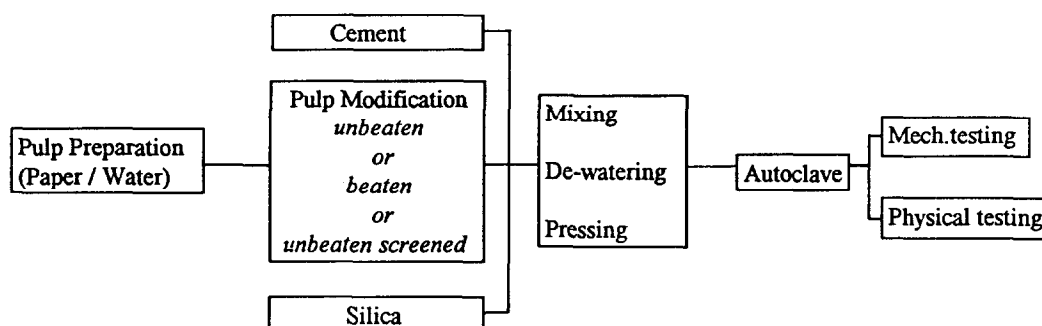 Cement
Pulp Preparation
(Paper / Water)
Pulp Modification
unbeaten
or
beaten
or
unbeaten screened
Silica
Mixing
De-watering
Pressing
Autoclave
Mech.testing
Physical testing